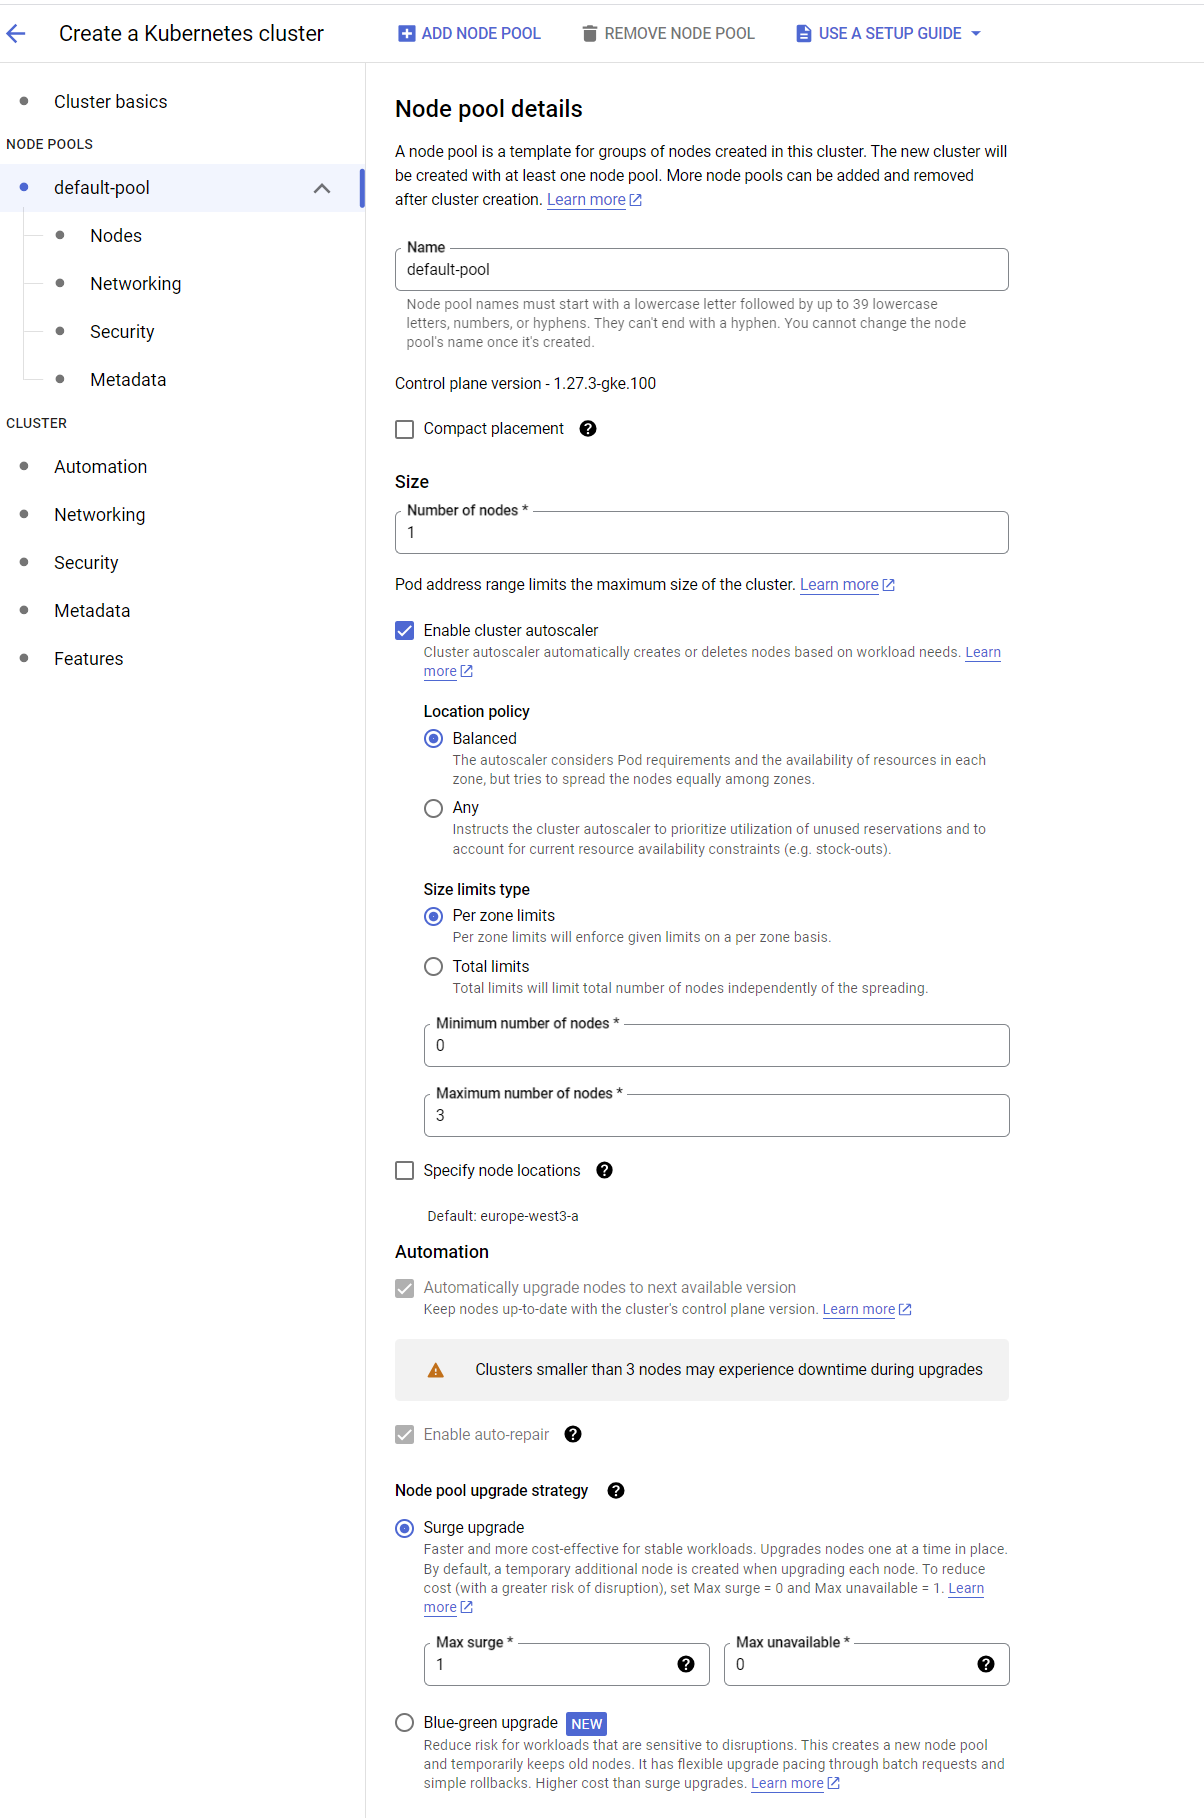 Create a Kubernetes cluster
ADD NODE POOL
REMOVE NODE POOL
USE A SETUP GUIDE
Cluster basics
NODE POOLS
default-pool
Nodes
Networking
Security
Metadata
CLUSTER
Automation
Networking
Security
Metadata
Features
Node pool details
A node pool is a template for groups of nodes created in this cluster. The new cluster will
be created with at least one node pool. More node pools can be added and removed
after cluster creation. Learn more
Name
default-pool
Node pool names must start with a lowercase letter followed by up to 39 lowercase
letters, numbers, or hyphens. They can't end with a hyphen. You cannot change the node
pool's name once it's created.
Control plane version - 1.27.3-gke.100
Compact placement
Size
Number of nodes *
1
Pod address range limits the maximum size of the cluster. Learn more
Enable cluster autoscaler
Cluster autoscaler automatically creates or deletes nodes based on workload needs. Learn
more
Location policy
Balanced
The autoscaler considers Pod requirements and the availability of resources in each
zone, but tries to spread the nodes equally among zones.
Any
Instructs the cluster autoscaler to prioritize utilization of unused reservations and to
account for current resource availability constraints (e.g. stock-outs).
Size limits type
Per zone limits
Per zone limits will enforce given limits on a per zone basis.
Total limits
Total limits will limit total number of nodes independently of the spreading.
Minimum number of nodes *
0
Maximum number of nodes *
3
Specify node locations
Default: europe-west3-a
Automation
Automatically upgrade nodes to next available version
Keep nodes up-to-date with the cluster's control plane version. Learn more
Clusters smaller than 3 nodes may experience downtime during upgrades
Enable auto-repair
Node pool upgrade strategy
Surge upgrade
Faster and more cost-effective for stable workloads. Upgrades nodes one at a time in place.
By default, a temporary additional node is created when upgrading each node. To reduce
cost (with a greater risk of disruption), set Max surge = 0 and Max unavailable = 1. Learn
more
Max surge *
1
Max unavailable *
0
Blue-green upgrade NEW
Reduce risk for workloads that are sensitive to disruptions. This creates a new node pool
and temporarily keeps old nodes. It has flexible upgrade pacing through batch requests and
simple rollbacks. Higher cost than surge upgrades. Learn more